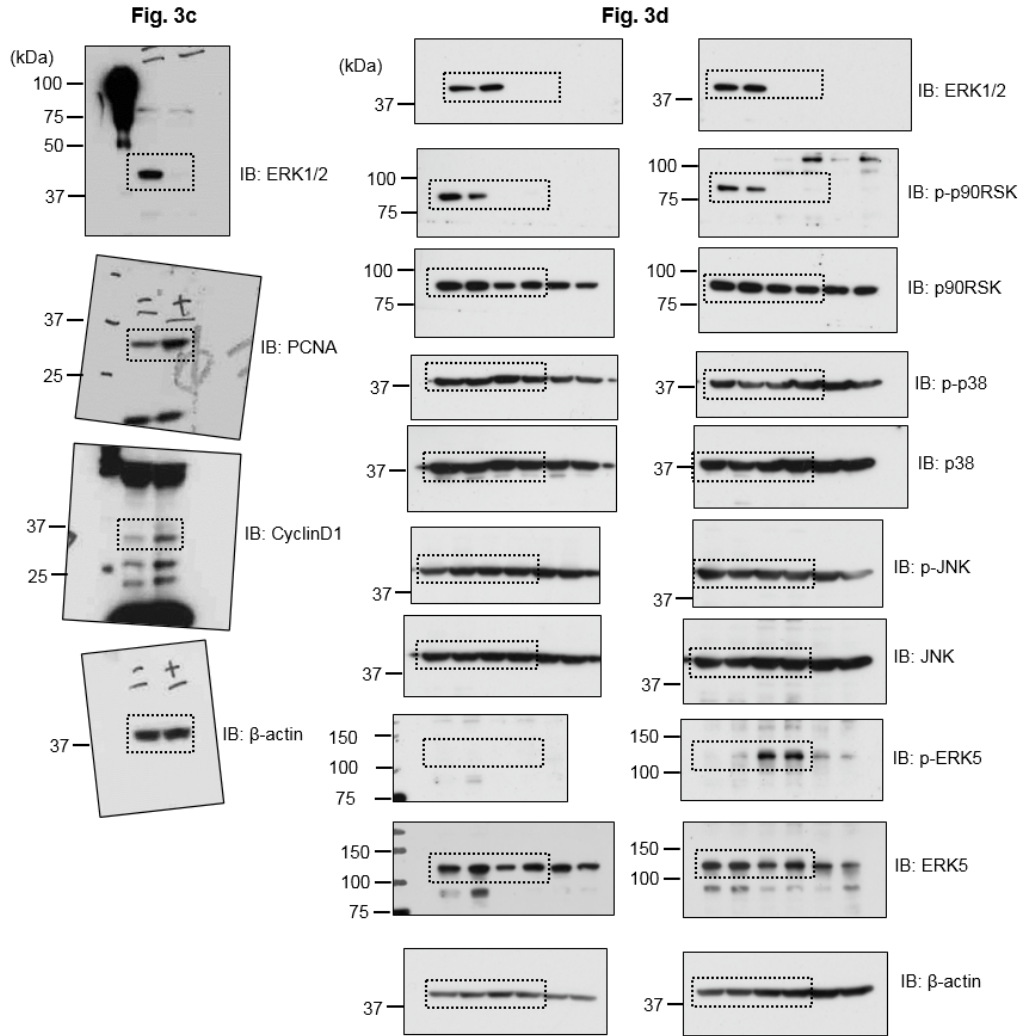 Fig. 3c
(kDa)
100
75
50
37
IB: ERK1/2
37
25
- +
IB: PCNA
37
25
IB: CyclinD1
- +
37
IB: β-actin
Fig. 3d
(kDa)
37
37
IB: ERK1/2
100
75
100
75
IB: p-p90RSK
100
75
100
75
IB: p90RSK
37
37
IB: p-p38
37
37
IB: p38
37
37
IB: p-JNK
37
37
IB: JNK
150
100
75
150
100
IB: p-ERK5
150
100
75
150
100
IB: ERK5
37
37
IB: β-actin